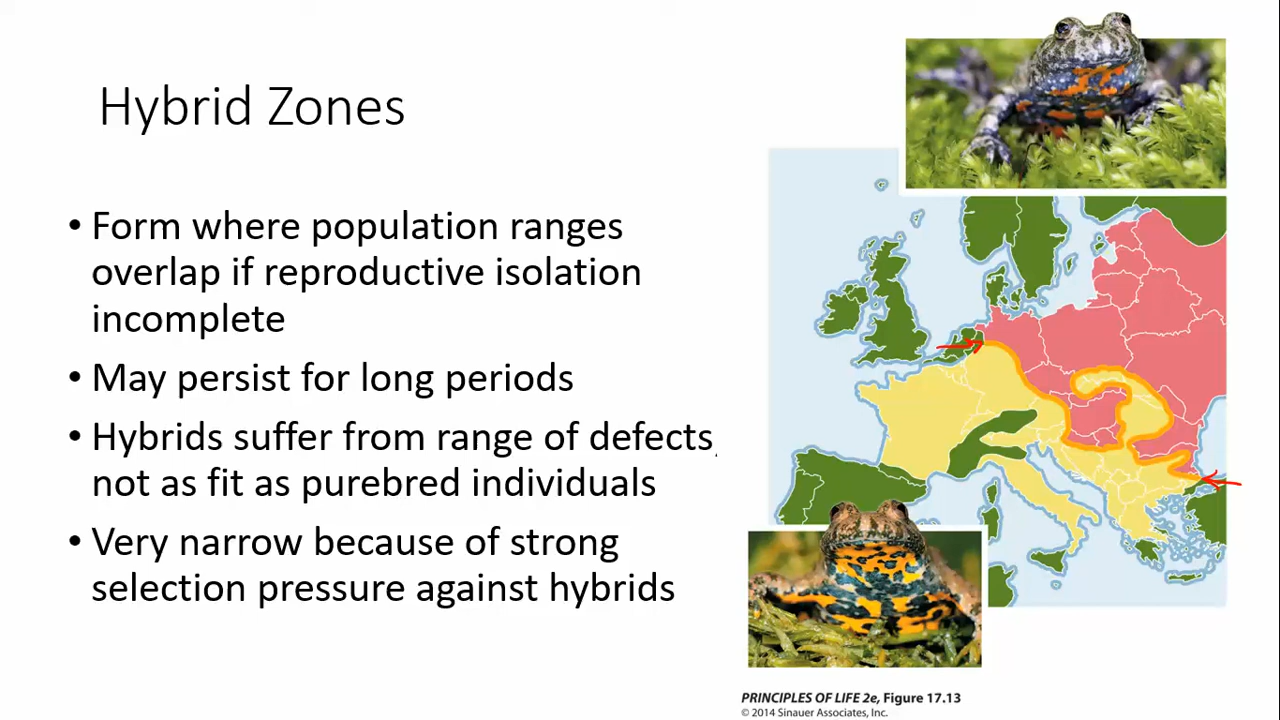 Hybrid Zones
• Form where population ranges
overlap if reproductive isolation
incomplete
• May persist for long periods
• Hybrids suffer from range of defects,
not as fit as purebred individuals
• Very narrow because of strong
selection pressure against hybrids
PRINCIPLES OF LIFE 2e, Figure 17.13
© 2014 Sinauer Associates, Inc.